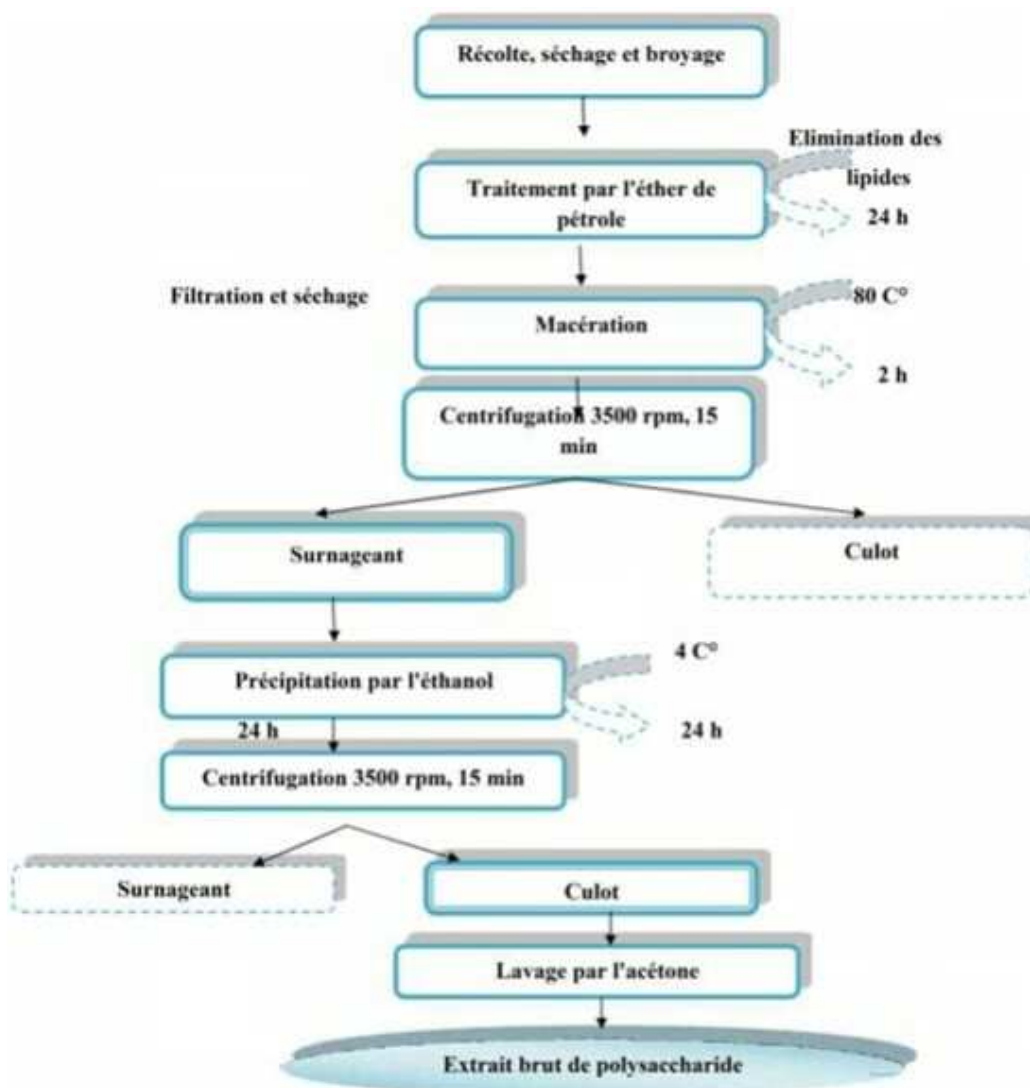 Récolte, séchage et broyage
Elimination des
lipides
Traitement par l'éther de
pétrole
24 h
Filtration et séchage
80 C°
Macération
2 h
Centrifugation 3500 rpm, 15
min
Surnageant
Culot
4 C°
Précipitation par l'éthanol
24 h
24 h
Centrifugation 3500 rpm, 15 min
Surnageant
Culot
Lavage par l'acétone
Extrait brut de polysaccharide